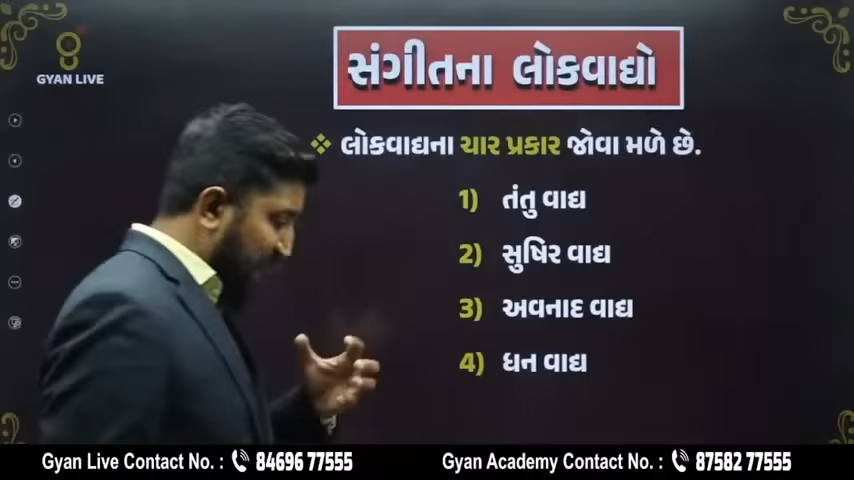 GYAN LIVE
સંગીતના લોકવાદ્યો
લોકવાદ્યના ચાર પ્રકાર જોવા મળે છે.
1) તંતુ વાદ્ય
2) સુષિર વાદ્ય
3) અવનાદ વાદ્ય
4) ધન વાદ્ય
Gyan Live Contact No. : 84696 77555
Gyan Academy Contact No. : 87582 77555